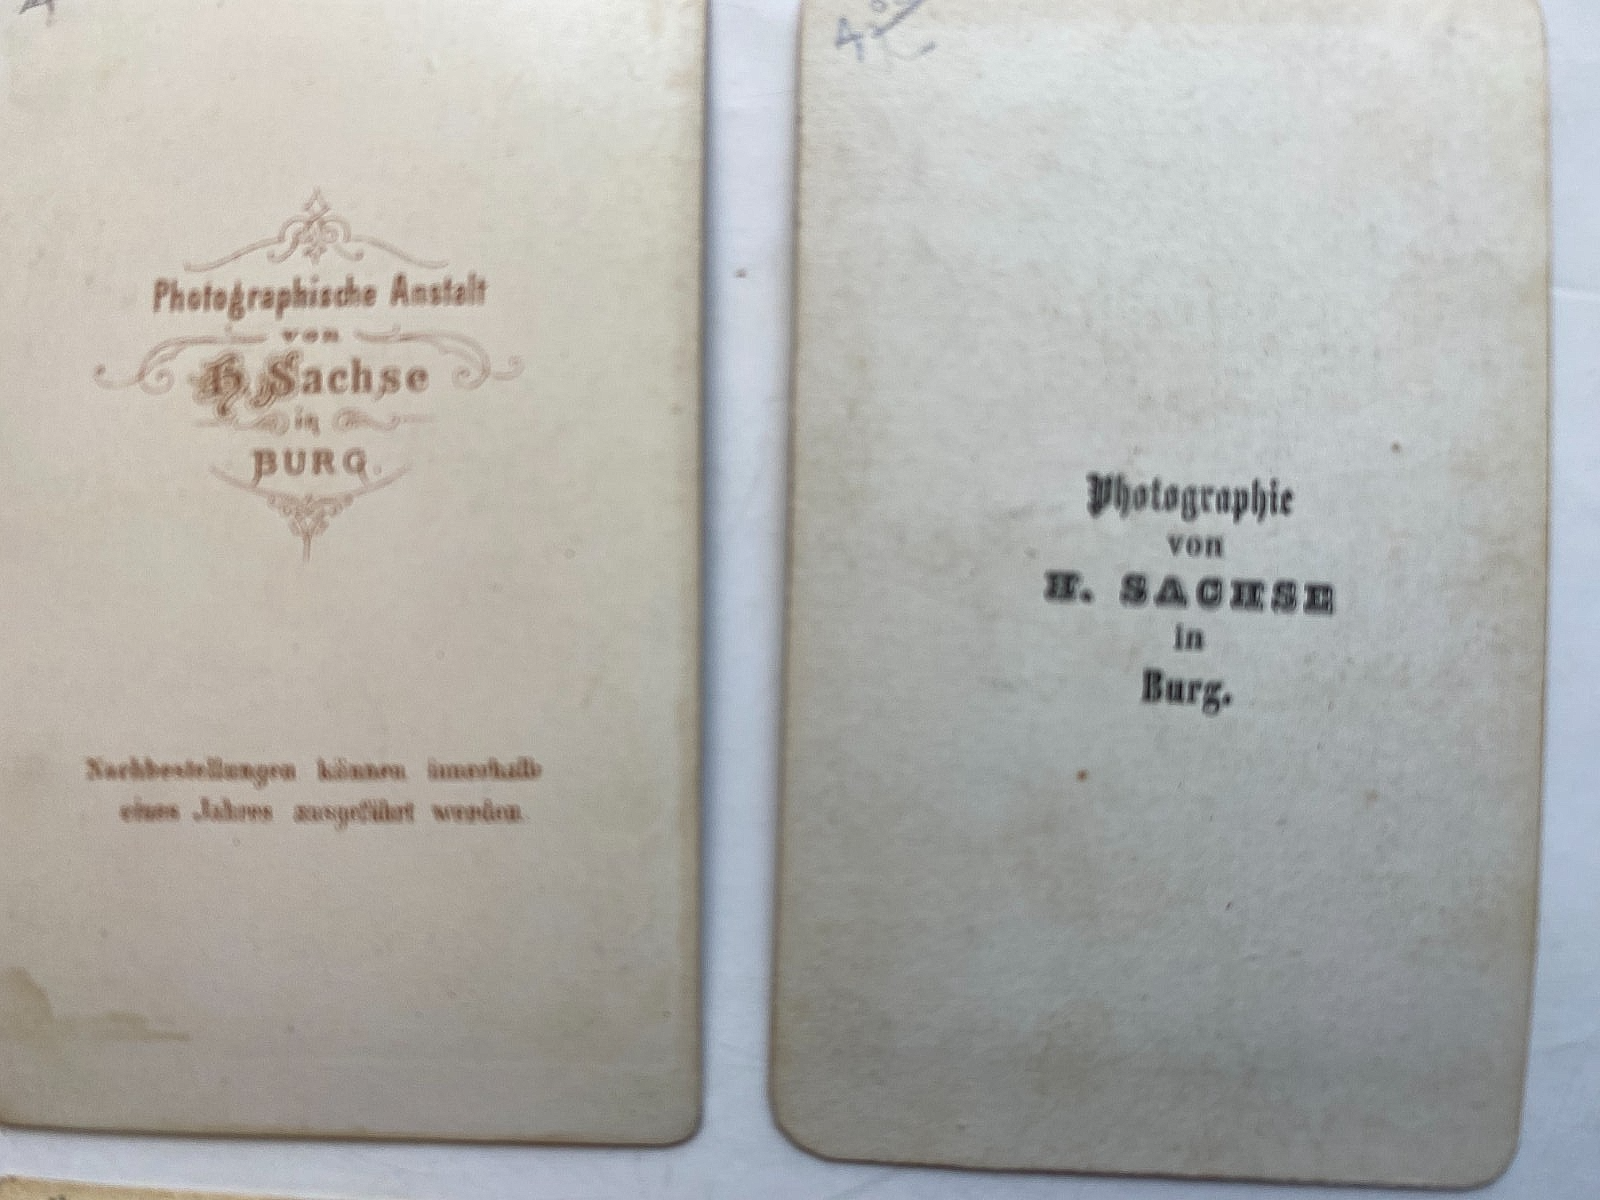 Photographische Anstalt
von
H. Sachse
in
BURG.
Nachbestellungen können innerhalb
eines Jahres ausgeführt werden.
Photographie
von
H. SACHSE
in
Burg.